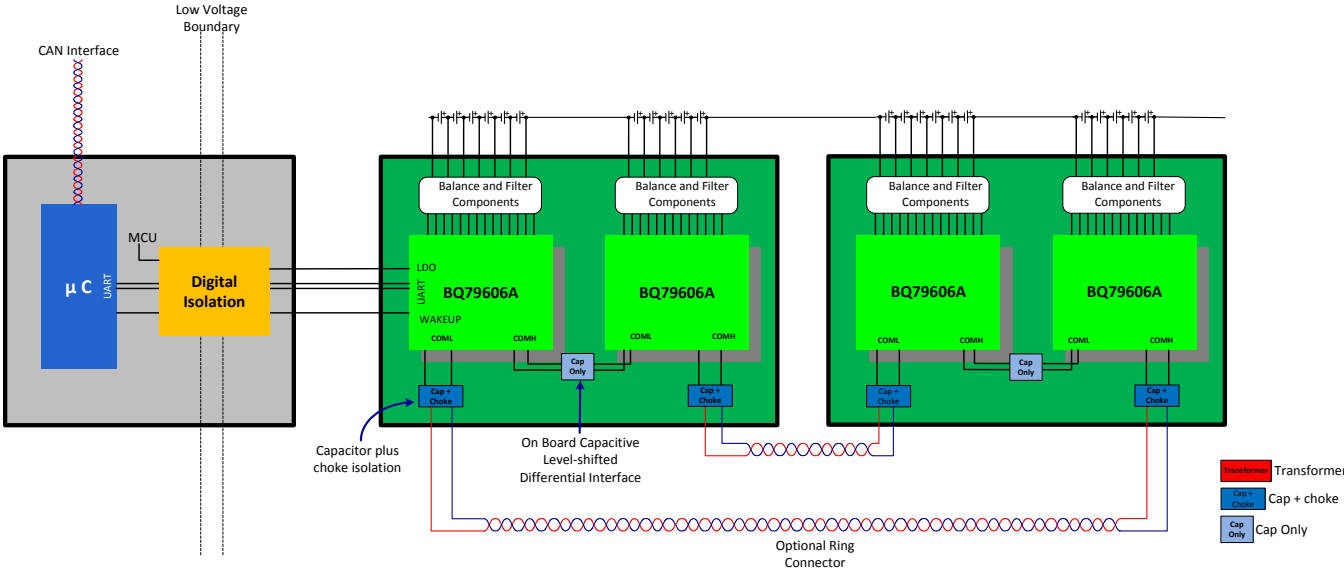 Low Voltage
Boundary
CAN Interface
µ C
UART
MCU
Digital
Isolation
LDO
UART
WAKEUP
Balance and Filter
Components
BQ79606A
COML
COMH
Balance and Filter
Components
BQ79606A
COML
COMH
Balance and Filter
Components
BQ79606A
COML
COMH
Balance and Filter
Components
BQ79606A
COML
COMH
Cap
Only
Cap
Only
Cap +
Choke
Cap +
Choke
Cap +
Choke
Cap +
Choke
Capacitor plus
choke isolation
On Board Capacitive
Level-shifted
Differential Interface
Optional Ring
Connector
Transformer
Transformer
Cap +
Choke
Cap + choke
Cap
Only
Cap Only